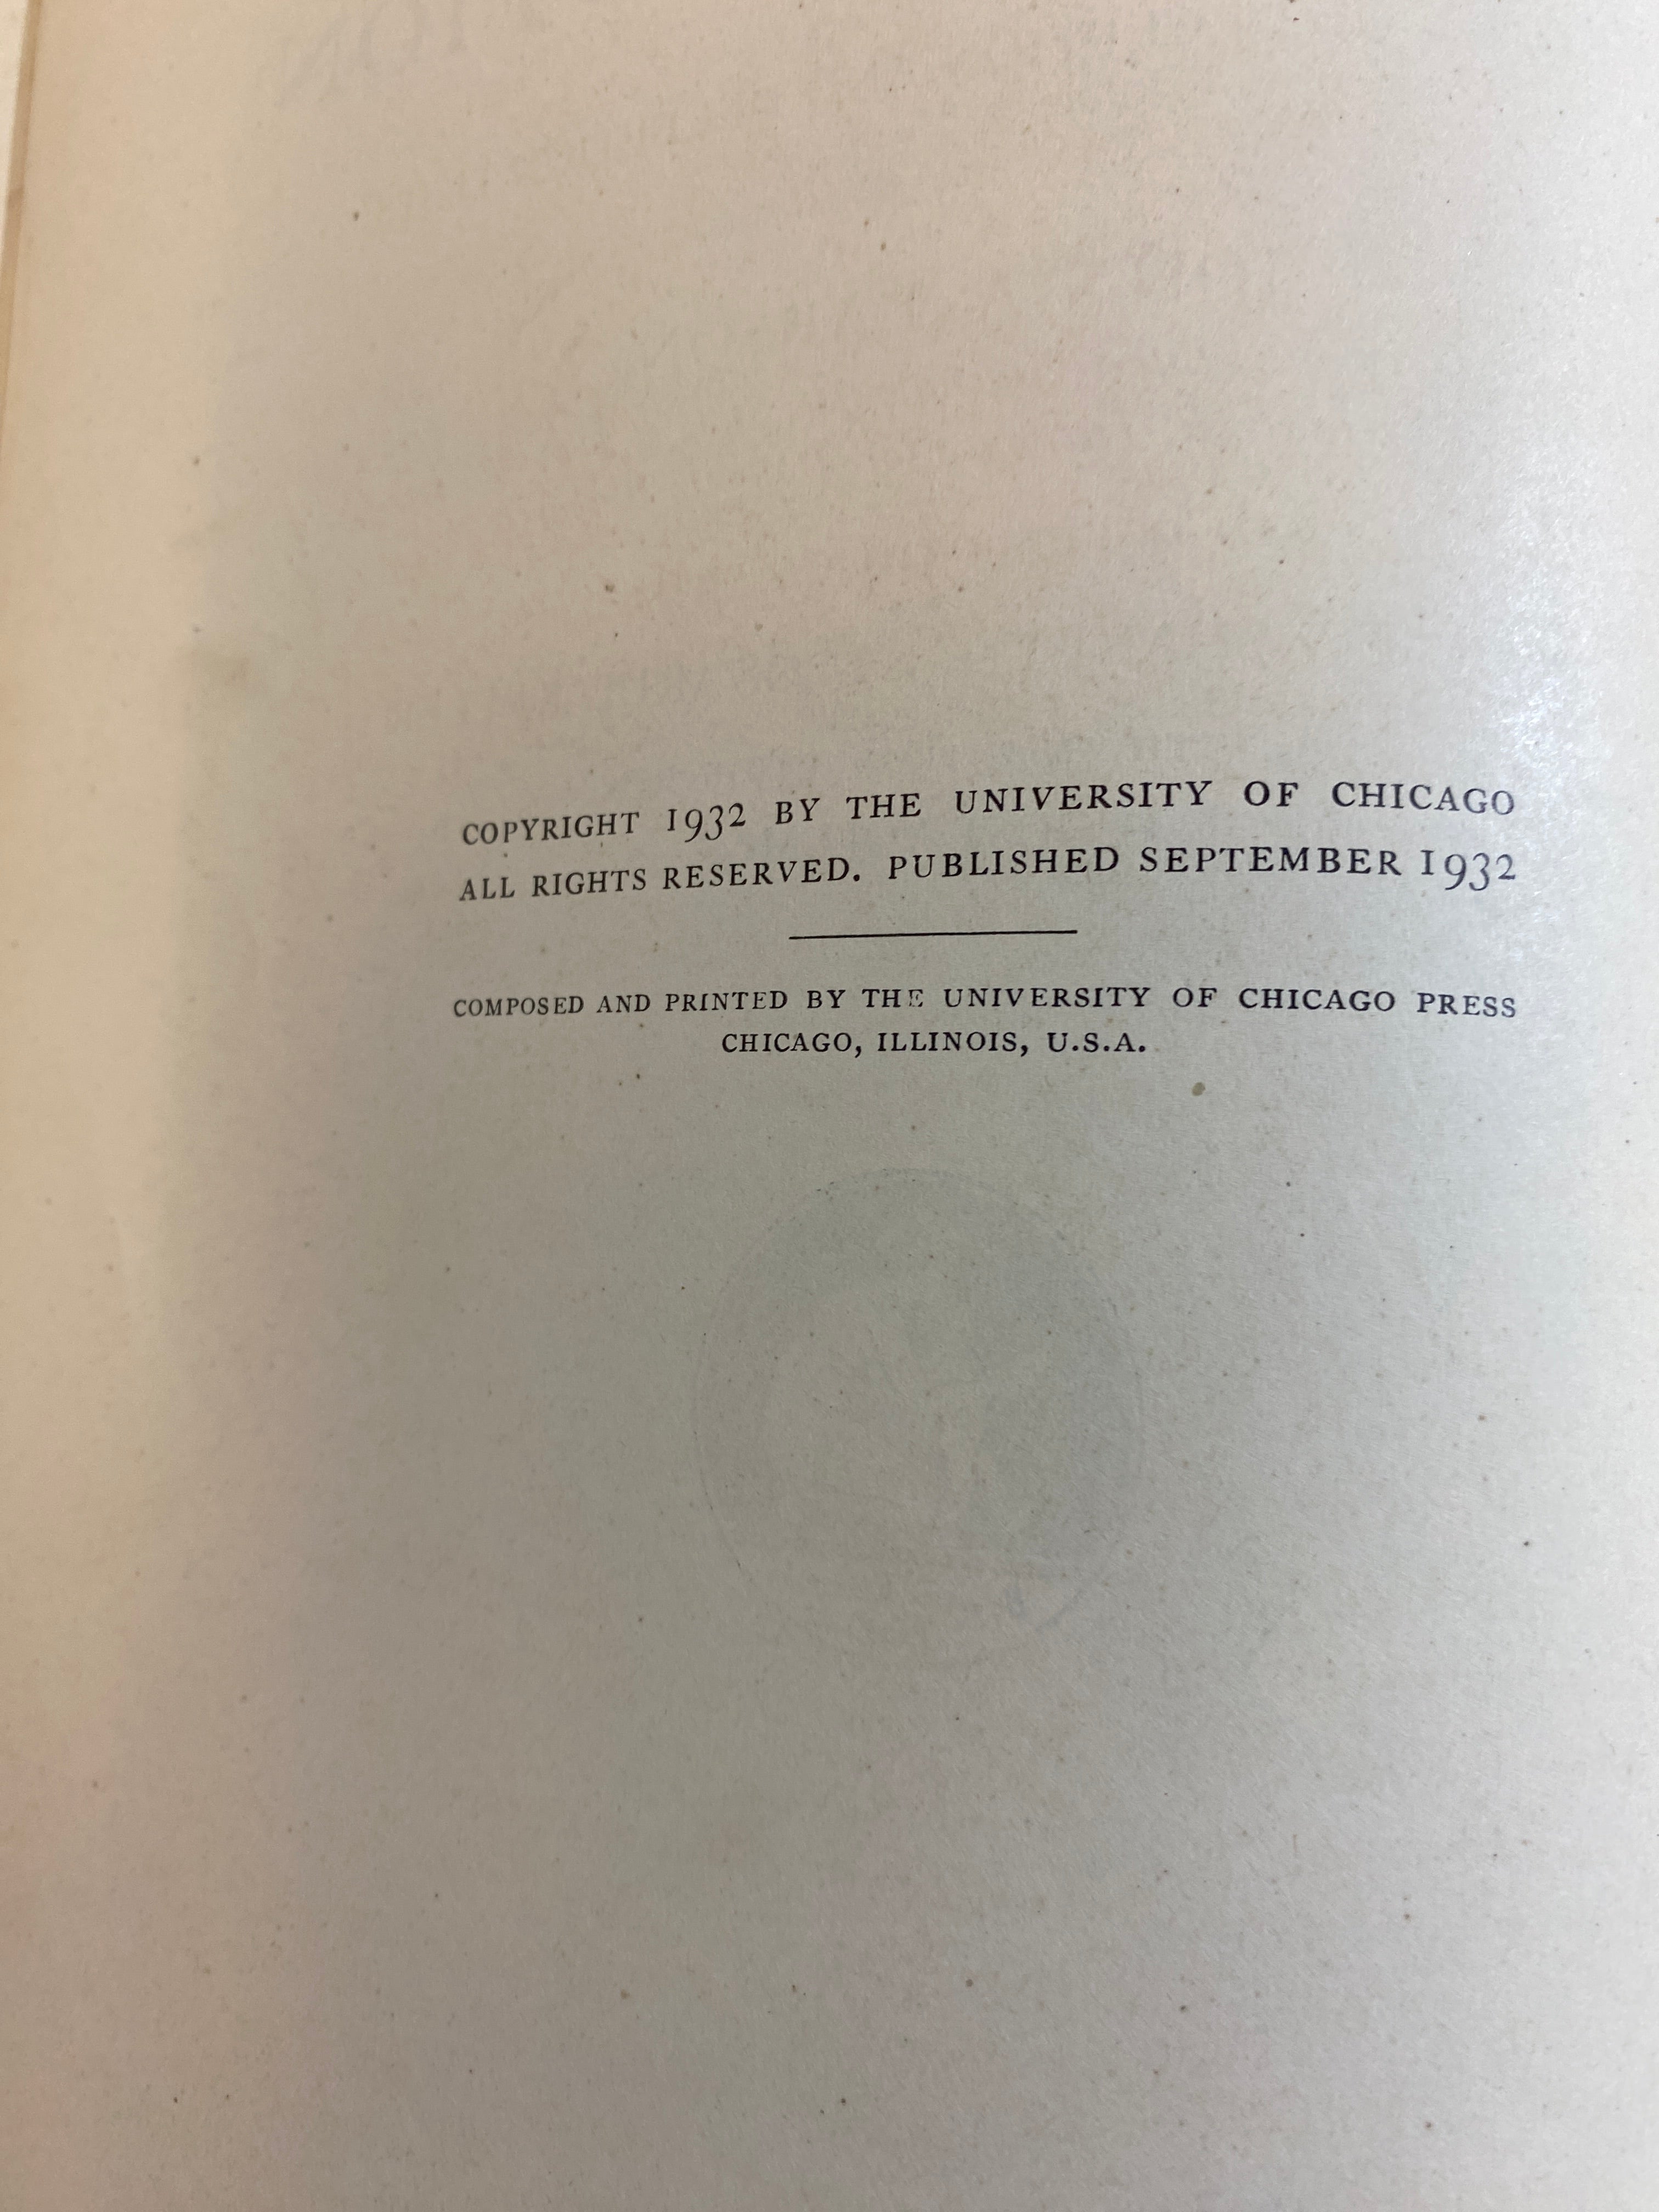 COPYRIGHT 1932 BY THE UNIVERSITY OF CHICAGO
ALL RIGHTS RESERVED. PUBLISHED SEPTEMBER 1932
COMPOSED AND PRINTED BY THE UNIVERSITY OF CHICAGO PRESS
CHICAGO, ILLINOIS, U.S.A.